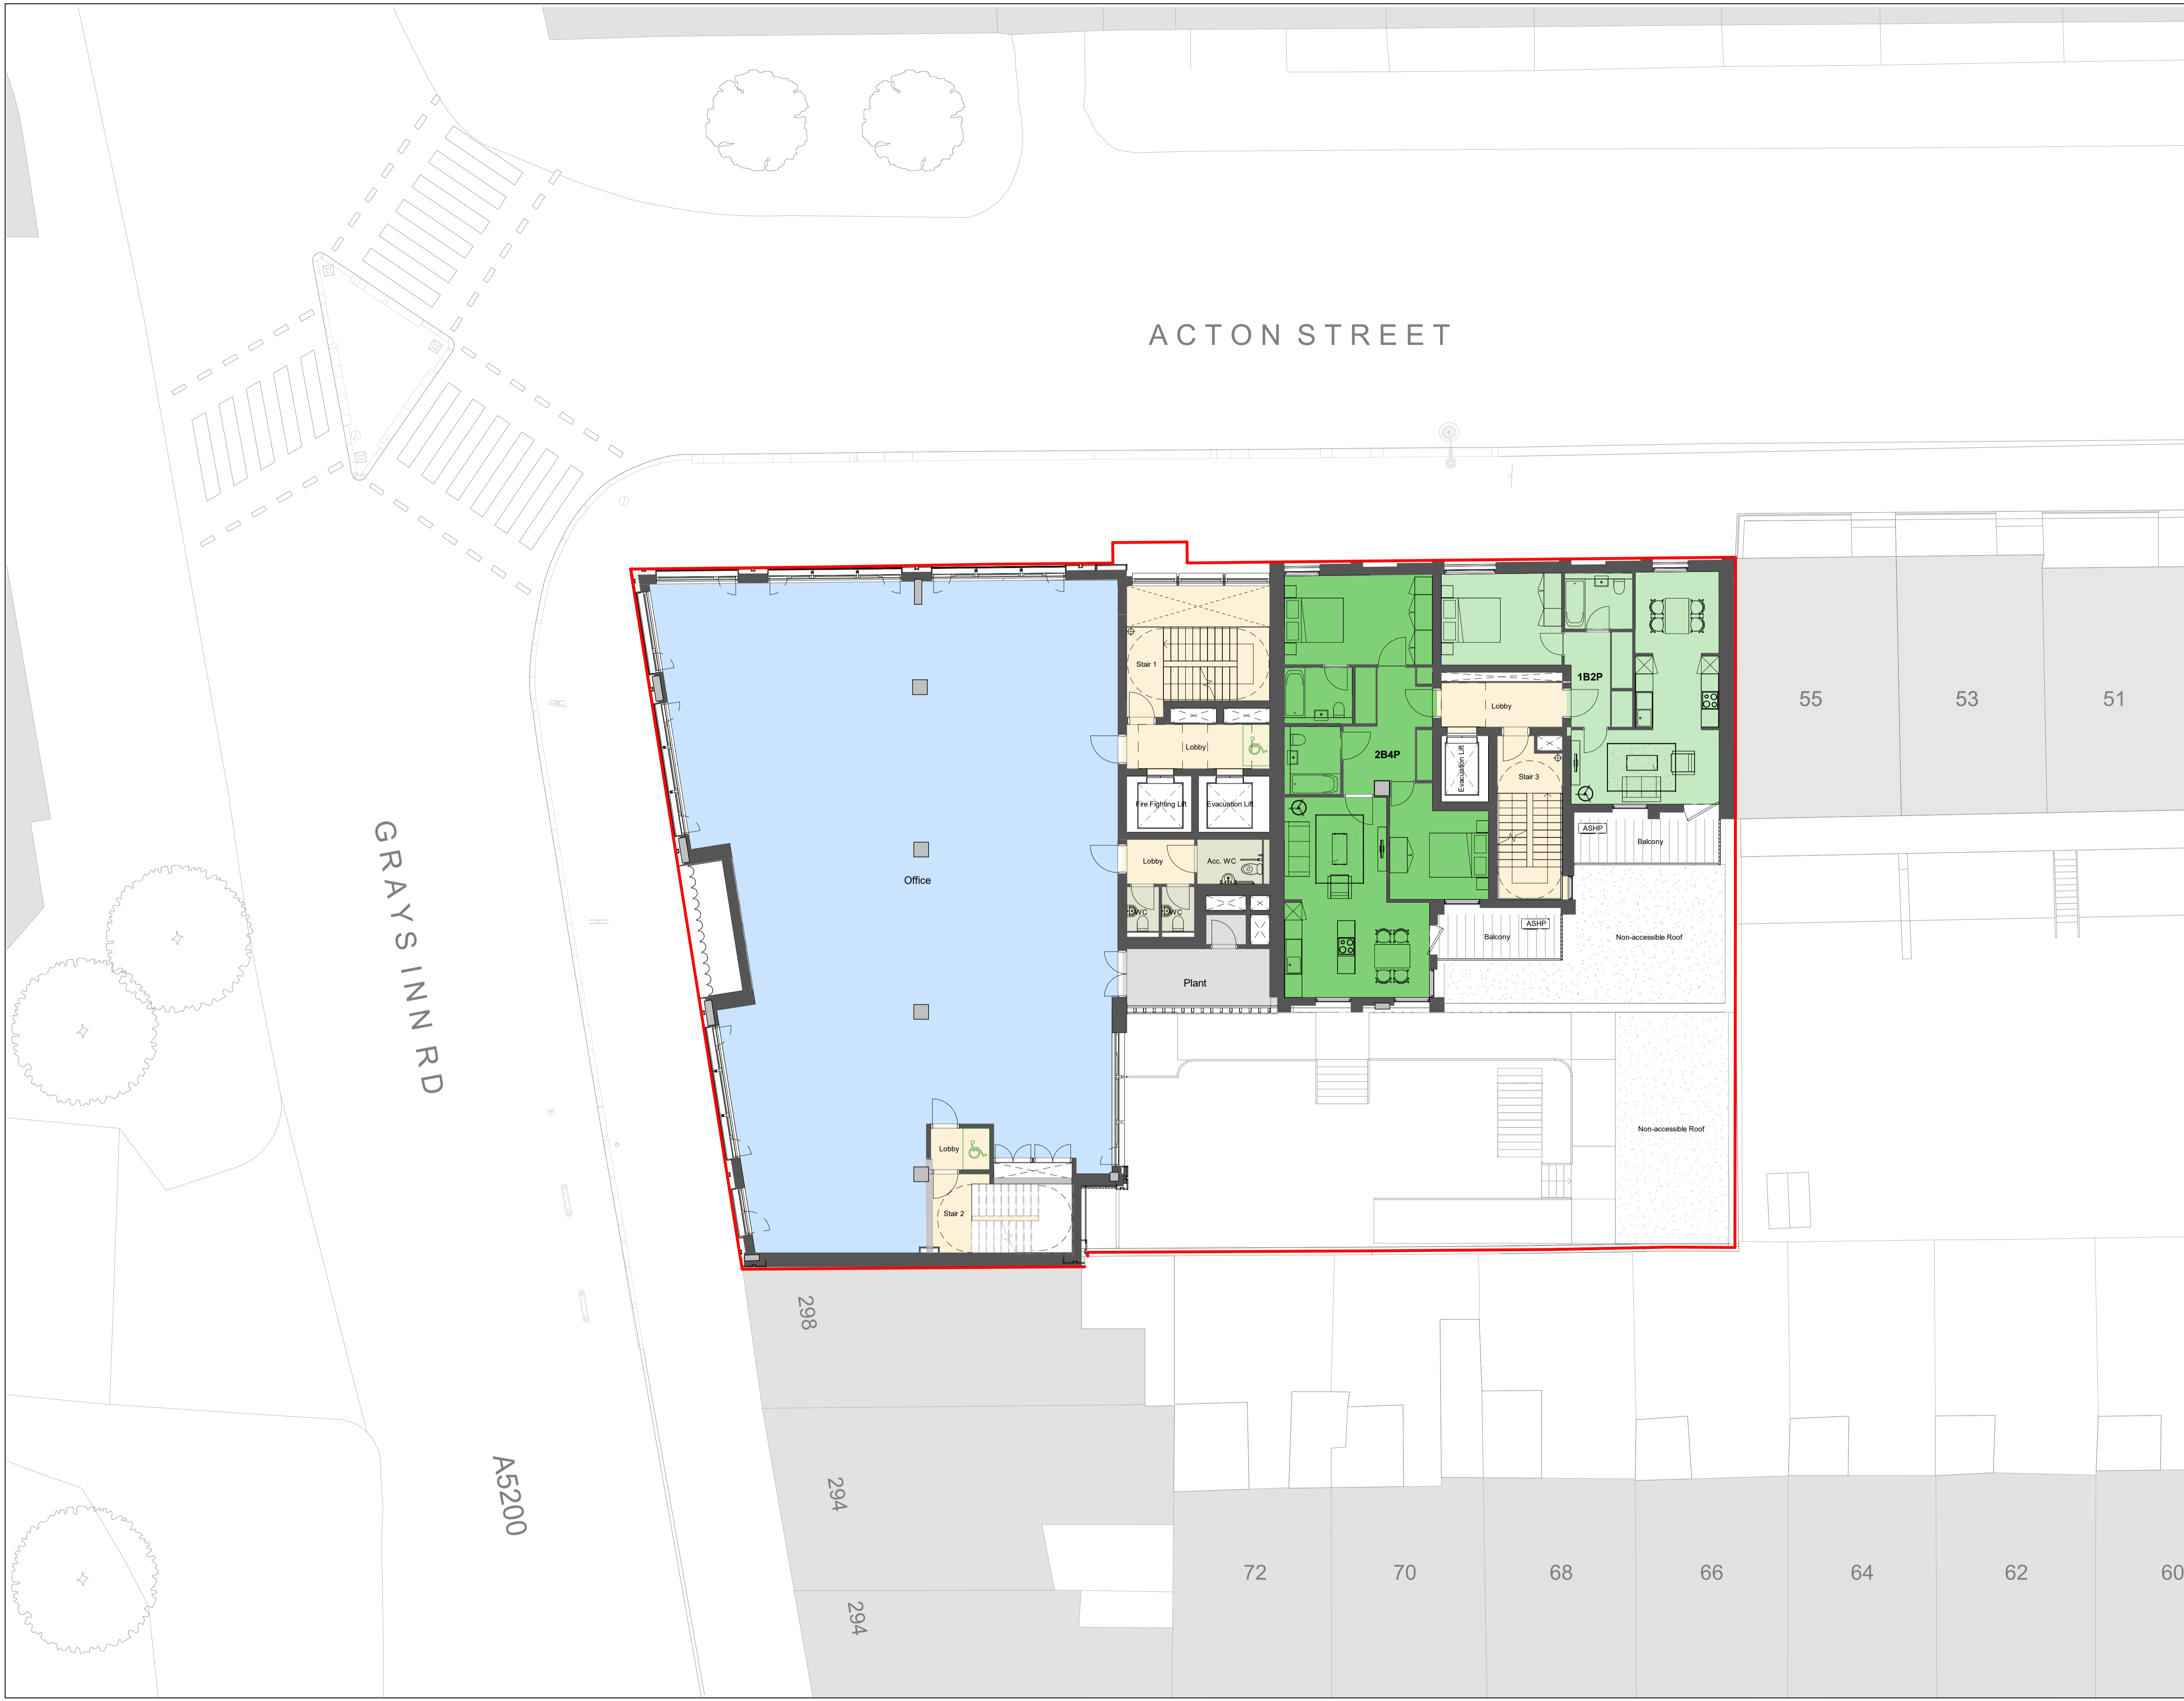 ACTON STREET
GRAYS INN RD
A5200
55
53
51
Stair 1
1B2P
Lobby
Lobby
2B4P
Evacuation Lift
Stair 3
Fire Fighting Lift
Evacuation Lift
ASHP
Balcony
Lobby
Acc. WC
Office
WC
WC
ASHP
Balcony
Non-accessible Roof
Plant
Non-accessible Roof
Lobby
Stair 2
298
294
294
72
70
68
66
64
62
60